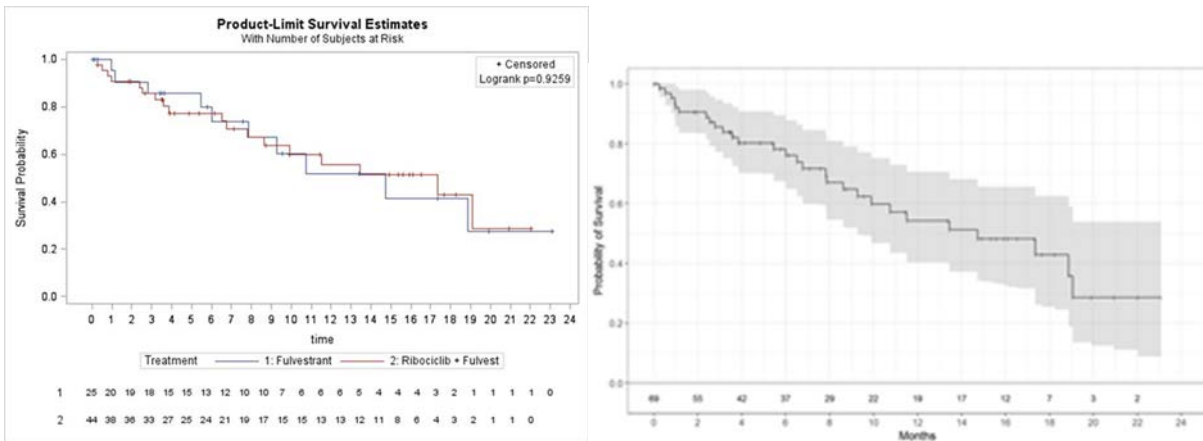 Product-Limit Survival Estimates
With Number of Subjects at Risk
+ Censored
Logrank p=0.9259
1.0
0.8
0.6
0.4
0.2
0.0
Survival Probability
0 1 2 3 4 5 6 7 8 9 10 11 12 13 14 15 16 17 18 19 20 21 22 23 24
time
Treatment 1: Fulvestrant 2: Ribociclib + Fulvest
1 25 20 19 18 15 15 13 12 10 10 7 6 6 6 5 4 4 4 3 2 1 1 1 1 0
2 44 38 36 33 27 25 24 21 19 17 15 15 13 13 12 11 8 6 4 3 2 1 1 0
1.0
0.8
0.6
0.4
0.2
0.0
Probability of Survival
69 55 42 37 29 22 19 17 12 7 3 2
0 2 4 6 8 10 12 14 16 18 20 22 24
Months